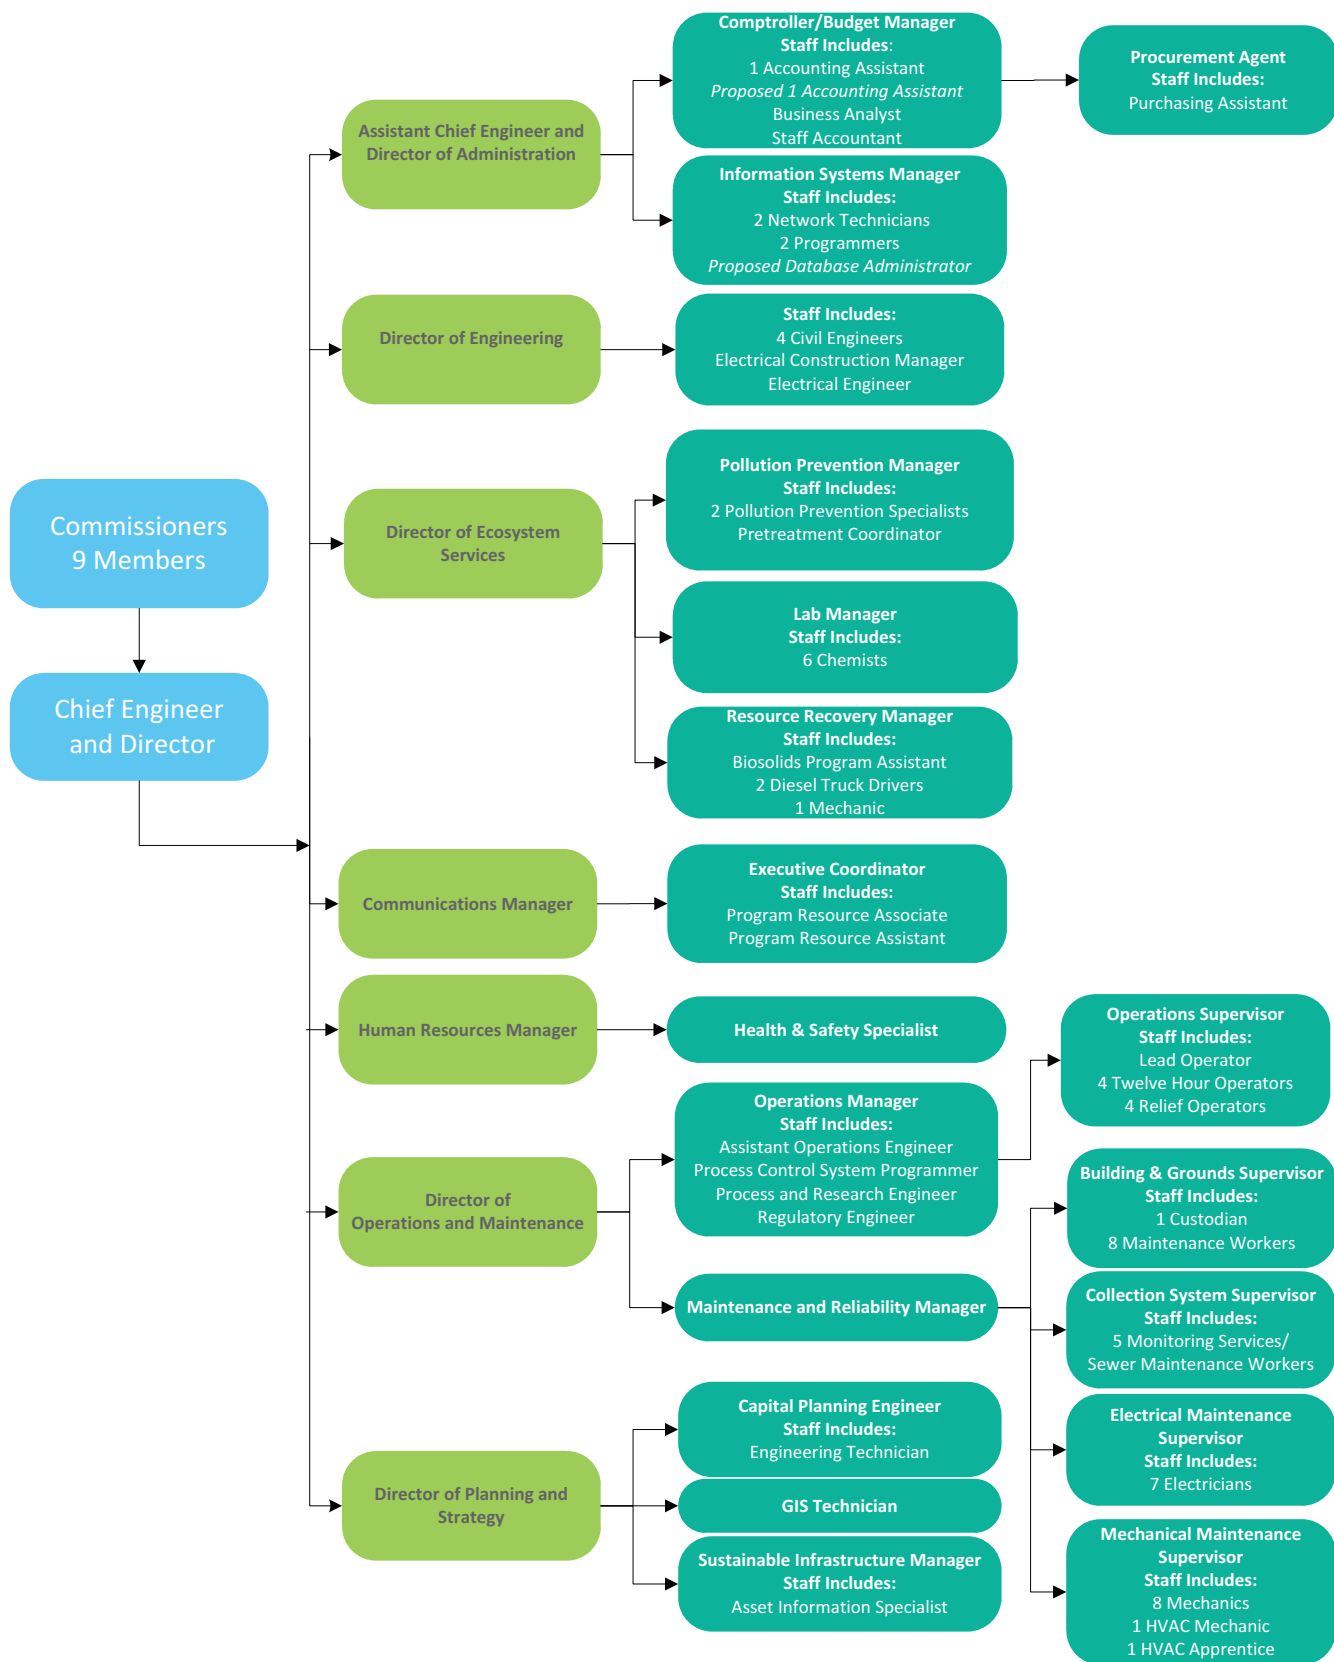 Commissioners
9 Members
Chief Engineer
and Director
Assistant Chief Engineer and
Director of Administration
Comptroller/Budget Manager
Staff Includes:
1 Accounting Assistant
Proposed 1 Accounting Assistant
Business Analyst
Staff Accountant
Procurement Agent
Staff Includes:
Purchasing Assistant
Information Systems Manager
Staff Includes:
2 Network Technicians
2 Programmers
Proposed Database Administrator
Director of Engineering
Staff Includes:
4 Civil Engineers
Electrical Construction Manager
Electrical Engineer
Director of Ecosystem
Services
Pollution Prevention Manager
Staff Includes:
2 Pollution Prevention Specialists
Pretreatment Coordinator
Lab Manager
Staff Includes:
6 Chemists
Resource Recovery Manager
Staff Includes:
Biosolids Program Assistant
2 Diesel Truck Drivers
1 Mechanic
Communications Manager
Executive Coordinator
Staff Includes:
Program Resource Associate
Program Resource Assistant
Human Resources Manager
Health & Safety Specialist
Director of
Operations and Maintenance
Operations Manager
Staff Includes:
Assistant Operations Engineer
Process Control System Programmer
Process and Research Engineer
Regulatory Engineer
Operations Supervisor
Staff Includes:
Lead Operator
4 Twelve Hour Operators
4 Relief Operators
Maintenance and Reliability Manager
Building & Grounds Supervisor
Staff Includes:
1 Custodian
8 Maintenance Workers
Collection System Supervisor
Staff Includes:
5 Monitoring Services/
Sewer Maintenance Workers
Electrical Maintenance
Supervisor
Staff Includes:
7 Electricians
Mechanical Maintenance
Supervisor
Staff Includes:
8 Mechanics
1 HVAC Mechanic
1 HVAC Apprentice
Director of Planning and
Strategy
Capital Planning Engineer
Staff Includes:
Engineering Technician
GIS Technician
Sustainable Infrastructure Manager
Staff Includes:
Asset Information Specialist